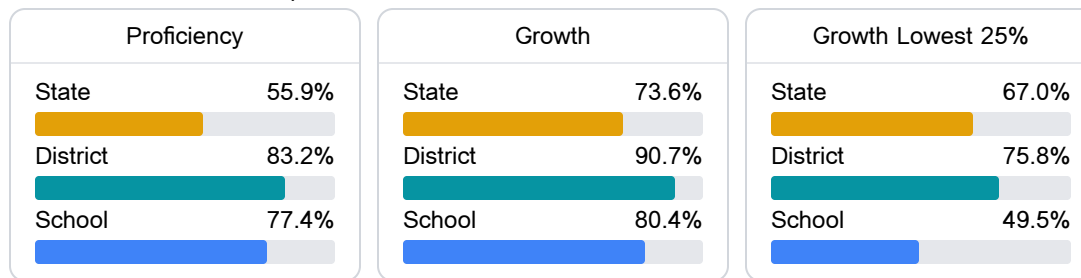 Proficiency
State 55.9%
District 83.2%
School 77.4%
Growth
State 73.6%
District 90.7%
School 80.4%
Growth Lowest 25%
State 67.0%
District 75.8%
School 49.5%